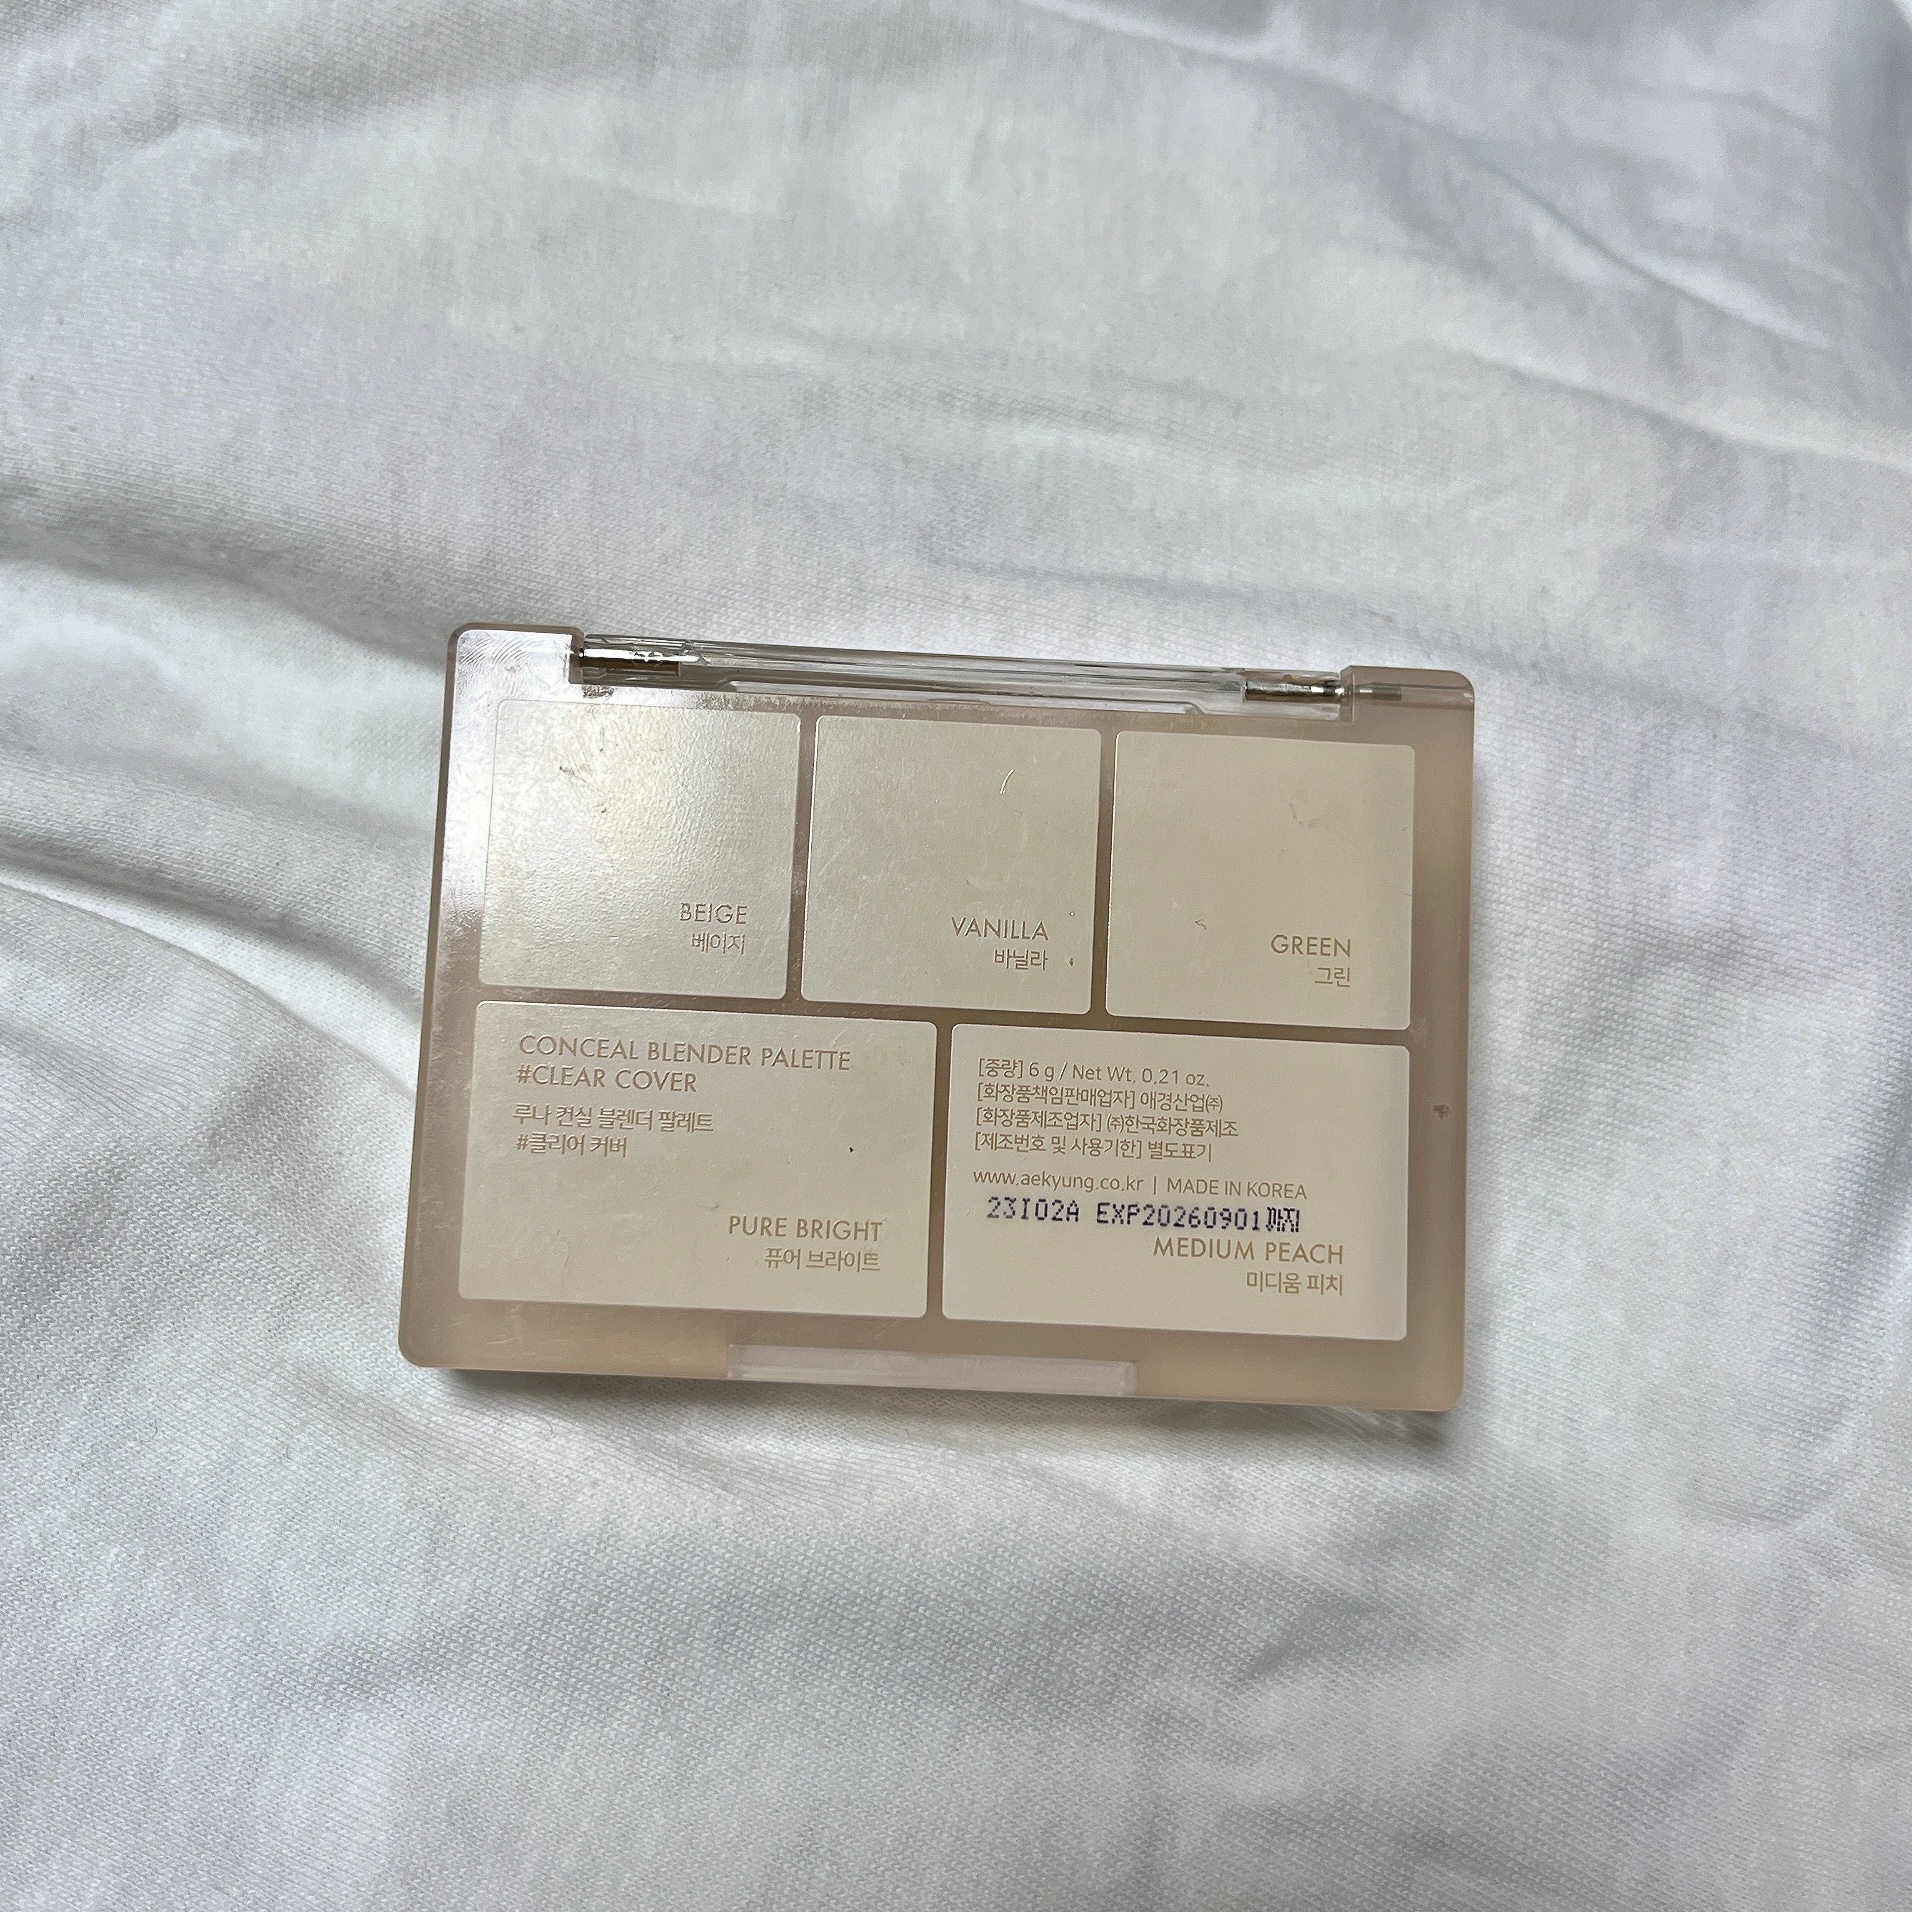 BEIGE
베이지
VANILLA
바닐라
GREEN
그린
CONCEAL BLENDER PALETTE
#CLEAR COVER
루나 컨실 블렌더 팔레트
#클리어 커버
PURE BRIGHT
퓨어 브라이트
[중량] 6 g / Net Wt. 0.21 oz.
[화장품책임판매업자] 애경산업㈜
[화장품제조업자] ㈜한국화장품제조
[제조번호 및 사용기한] 별도표기
www.aekyung.co.kr | MADE IN KOREA
23I02A EXP20260901까지
MEDIUM PEACH
미디움 피치